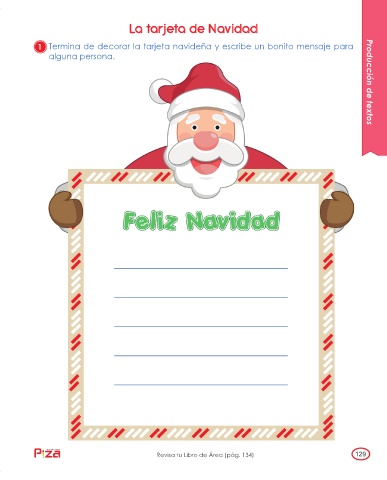 La tarjeta de Navidad
1 Termina de decorar la tarjeta navideña y escribe un bonito mensaje para
alguna persona.
Producción de textos
Feliz Navidad
Piza
Revisa tu Libro de Área (pág. 134)
129